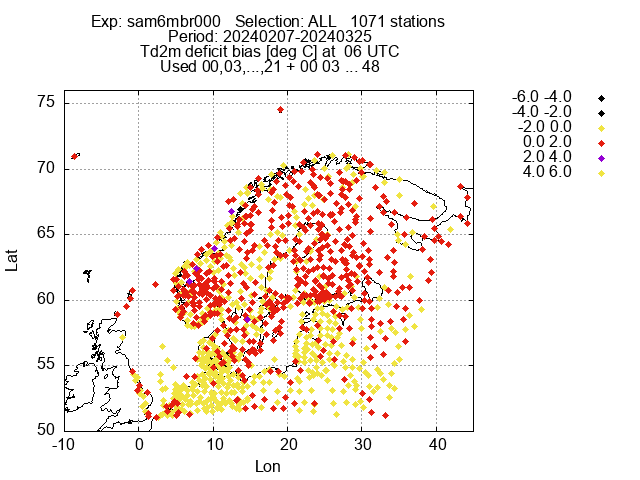 Exp: sam6mbr000 Selection: ALL 1071 stations
Period: 20240207-20240325
Td2m deficit bias [deg C] at 06 UTC
Used 00,03,...,21 + 00 03 ... 48
-6.0 -4.0
-4.0 -2.0
-2.0 0.0
0.0 2.0
2.0 4.0
4.0 6.0
75
70
65
60
55
50
Lat
-10 0 10 20 30 40
Lon